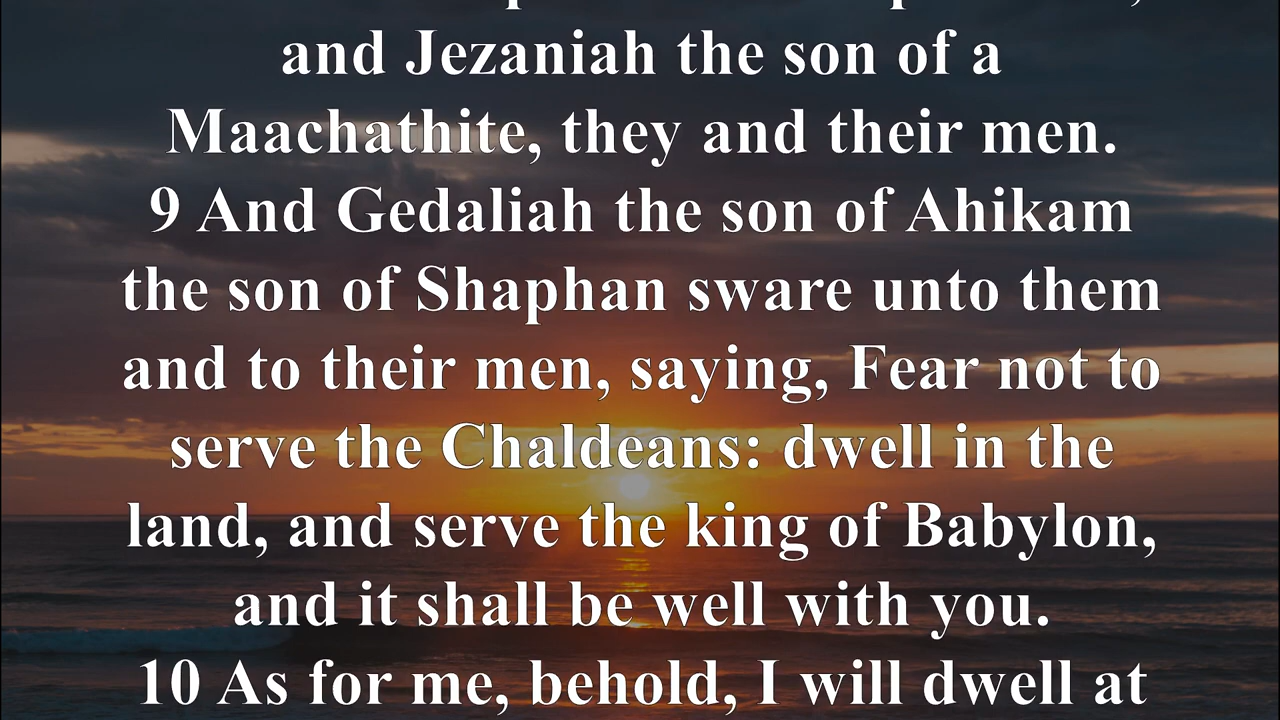 and Jezaniah the son of a
Maachathite, they and their men.
9 And Gedaliah the son of Ahikam
the son of Shaphan sware unto them
and to their men, saying, Fear not to
serve the Chaldeans: dwell in the
land, and serve the king of Babylon,
and it shall be well with you.
10 As for me, behold, I will dwell at